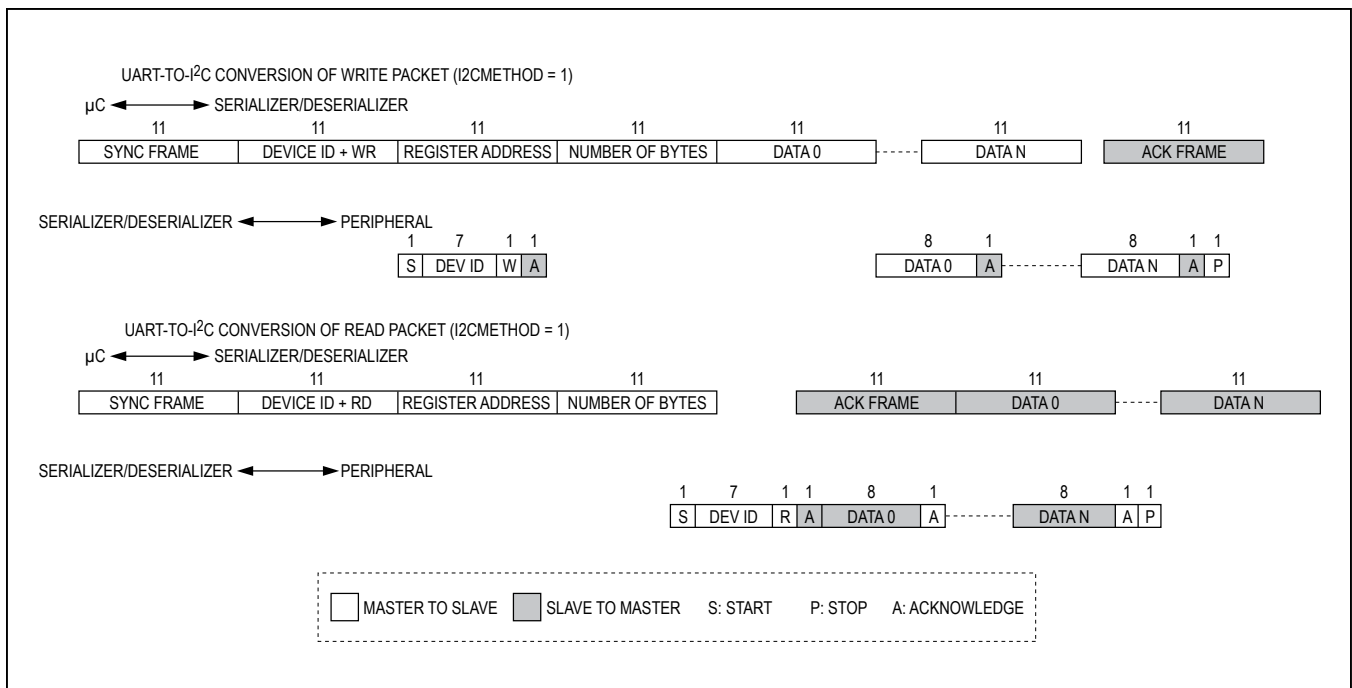 UART-TO-I2C CONVERSION OF WRITE PACKET (I2CMETHOD = 1)
µC SERIALIZER/DESERIALIZER
11 11 11 11 11 11 11
SYNC FRAME DEVICE ID + WR REGISTER ADDRESS NUMBER OF BYTES DATA 0 DATA N ACK FRAME
SERIALIZER/DESERIALIZER PERIPHERAL
1 7 1 1 8 1 8 1 1
S DEV ID W A DATA 0 A DATA N A P
UART-TO-I2C CONVERSION OF READ PACKET (I2CMETHOD = 1)
µC SERIALIZER/DESERIALIZER
11 11 11 11 11 11 11
SYNC FRAME DEVICE ID + RD REGISTER ADDRESS NUMBER OF BYTES ACK FRAME DATA 0 DATA N
SERIALIZER/DESERIALIZER PERIPHERAL
1 7 1 1 8 1 8 1 1
S DEV ID R A DATA 0 A DATA N A P
MASTER TO SLAVE SLAVE TO MASTER S: START P: STOP A: ACKNOWLEDGE